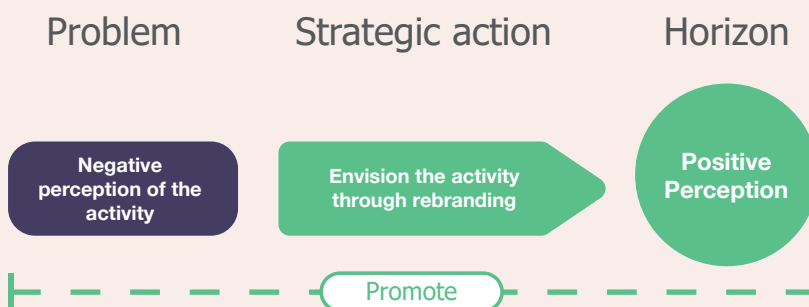 Problem
Strategic action
Horizon
Negative
perception of the
activity
Envision the activity
through rebranding
Positive
Perception
Promote